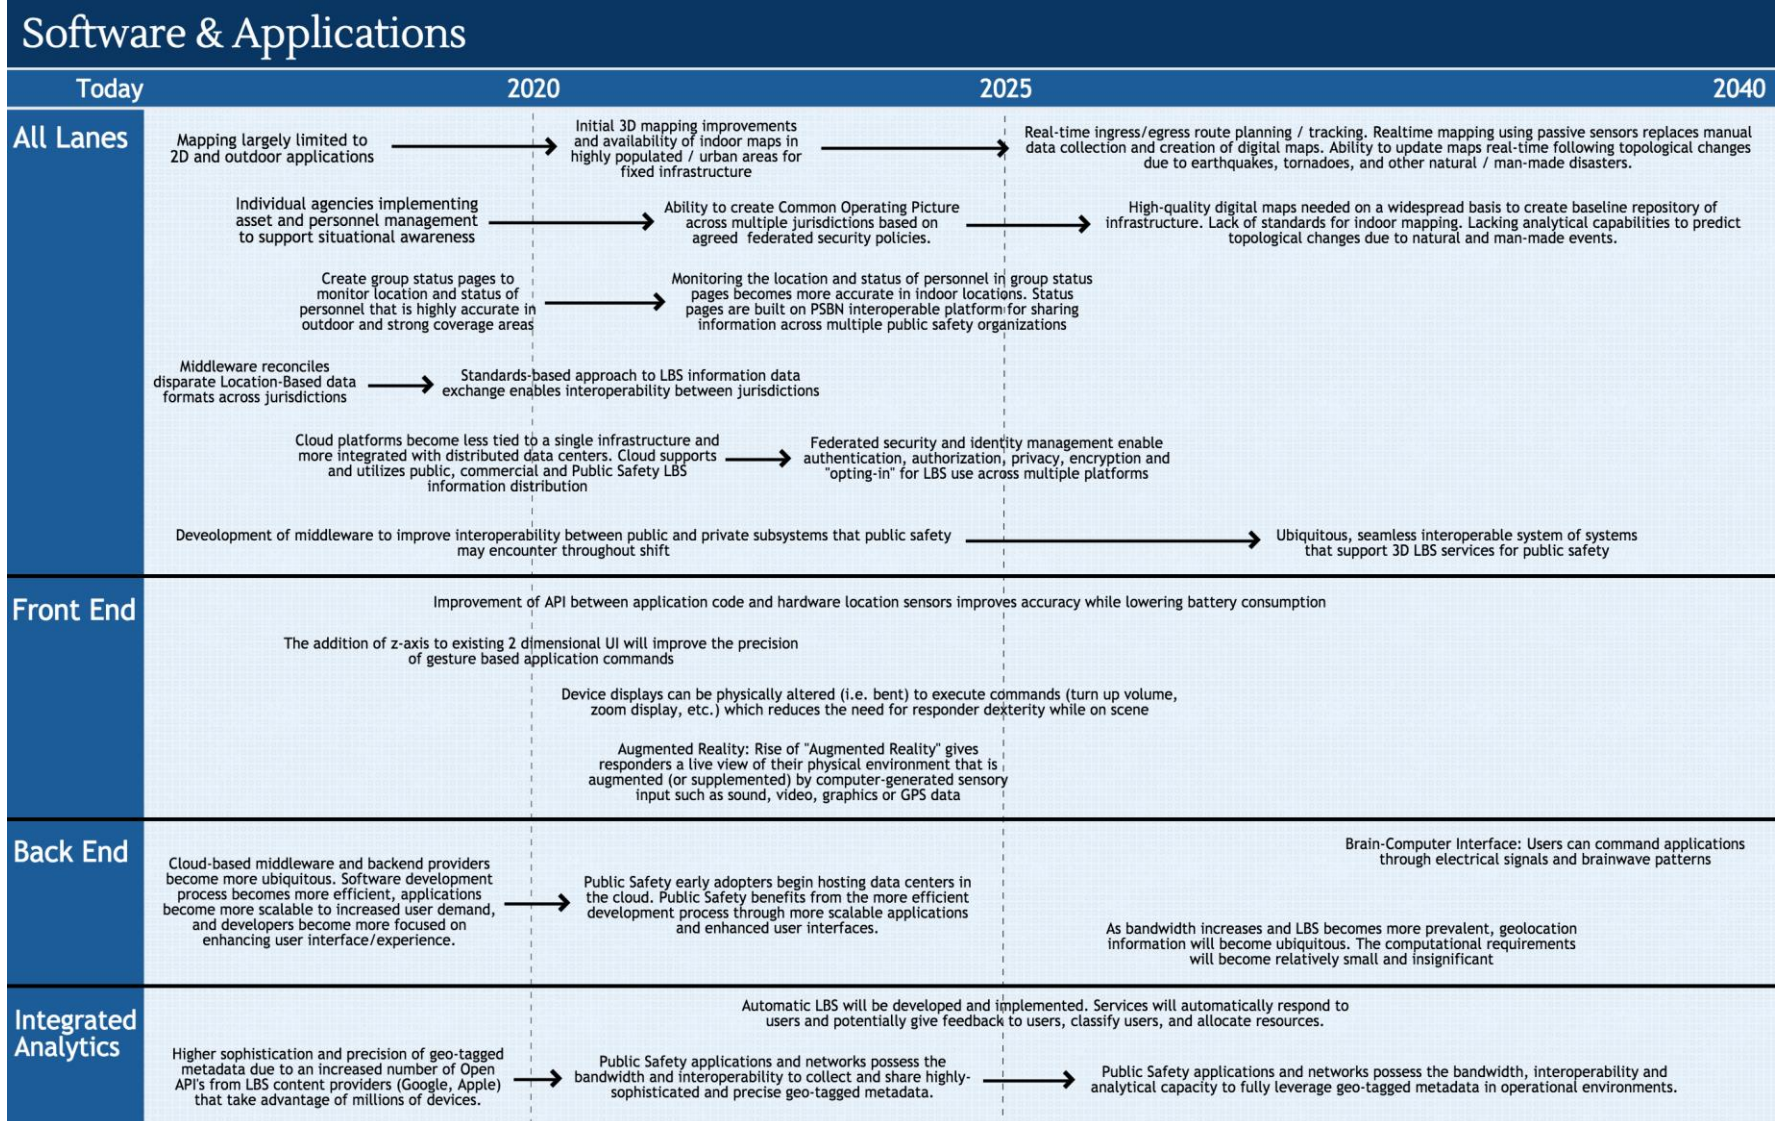 Software & Applications
Today
2020
2025
2040
All Lanes
Mapping largely limited to
2D and outdoor applications
Initial 3D mapping improvements
and availability of indoor maps in
highly populated / urban areas for
fixed infrastructure
Real-time ingress/egress route planning / tracking. Realtime mapping using passive sensors replaces manual
data collection and creation of digital maps. Ability to update maps real-time following topological changes
due to earthquakes, tornadoes, and other natural / man-made disasters.
Individual agencies implementing
asset and personnel management
to support situational awareness
Ability to create Common Operating Picture
across multiple jurisdictions based on
agreed federated security policies.
High-quality digital maps needed on a widespread basis to create baseline repository of
infrastructure. Lack of standards for indoor mapping. Lacking analytical capabilities to predict
topological changes due to natural and man-made events.
Create group status pages to
monitor location and status of
personnel that is highly accurate in
outdoor and strong coverage areas
Monitoring the location and status of personnel in group status
pages becomes more accurate in indoor locations. Status
pages are built on PSBN interoperable platform for sharing
information across multiple public safety organizations
Middleware reconciles
disparate Location-Based data
formats across jurisdictions
Standards-based approach to LBS information data
exchange enables interoperability between jurisdictions
Cloud platforms become less tied to a single infrastructure and
more integrated with distributed data centers. Cloud supports
and utilizes public, commercial and Public Safety LBS
information distribution
Federated security and identity management enable
authentication, authorization, privacy, encryption and
"opting-in" for LBS use across multiple platforms
Deveolopment of middleware to improve interoperability between public and private subsystems that public safety
may encounter throughout shift
Ubiquitous, seamless interoperable system of systems
that support 3D LBS services for public safety
Front End
Improvement of API between application code and hardware location sensors improves accuracy while lowering battery consumption
The addition of z-axis to existing 2 dimensional UI will improve the precision
of gesture based application commands
Device displays can be physically altered (i.e. bent) to execute commands (turn up volume,
zoom display, etc.) which reduces the need for responder dexterity while on scene
Augmented Reality: Rise of "Augmented Reality" gives
responders a live view of their physical environment that is
augmented (or supplemented) by computer-generated sensory
input such as sound, video, graphics or GPS data
Back End
Brain-Computer Interface: Users can command applications
through electrical signals and brainwave patterns
Cloud-based middleware and backend providers
become more ubiquitous. Software development
process becomes more efficient, applications
become more scalable to increased user demand,
and developers become more focused on
enhancing user interface/experience.
Public Safety early adopters begin hosting data centers in
the cloud. Public Safety benefits from the more efficient
development process through more scalable applications
and enhanced user interfaces.
As bandwidth increases and LBS becomes more prevalent, geolocation
information will become ubiquitous. The computational requirements
will become relatively small and insignificant
Integrated
Analytics
Automatic LBS will be developed and implemented. Services will automatically respond to
users and potentially give feedback to users, classify users, and allocate resources.
Higher sophistication and precision of geo-tagged
metadata due to an increased number of Open
API's from LBS content providers (Google, Apple)
that take advantage of millions of devices.
Public Safety applications and networks possess the
bandwidth and interoperability to collect and share highly-
sophisticated and precise geo-tagged metadata.
Public Safety applications and networks possess the bandwidth, interoperability and
analytical capacity to fully leverage geo-tagged metadata in operational environments.